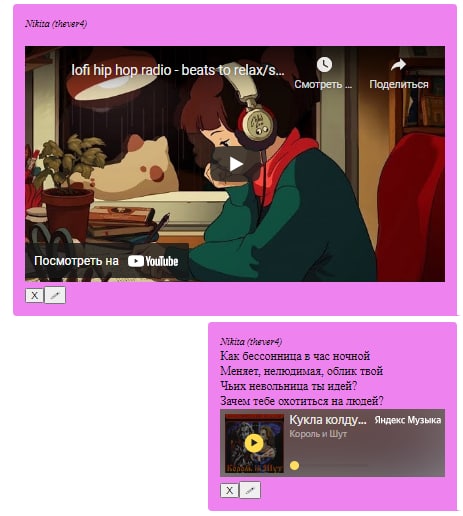 Nikita (thever4)
lofi hip hop radio - beats to relax/s...
Смотреть ...
Поделиться
Посмотреть на YouTube
X
Nikita (thever4)
Как бессонница в час ночной
Меняет, нелюдимая, облик твой
Чьих невольница ты идей?
Зачем тебе охотиться на людей?
Кукла колду...
Яндекс Музыка
Король и Шут
X